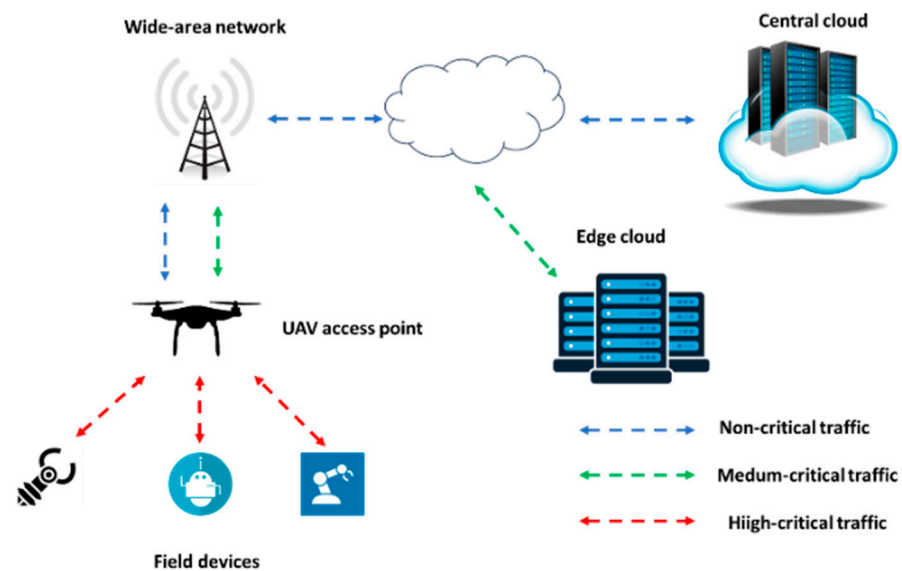 Wide-area network
Central cloud
Edge cloud
UAV access point
Non-critical traffic
Medum-critical traffic
Hiigh-critical traffic
Field devices